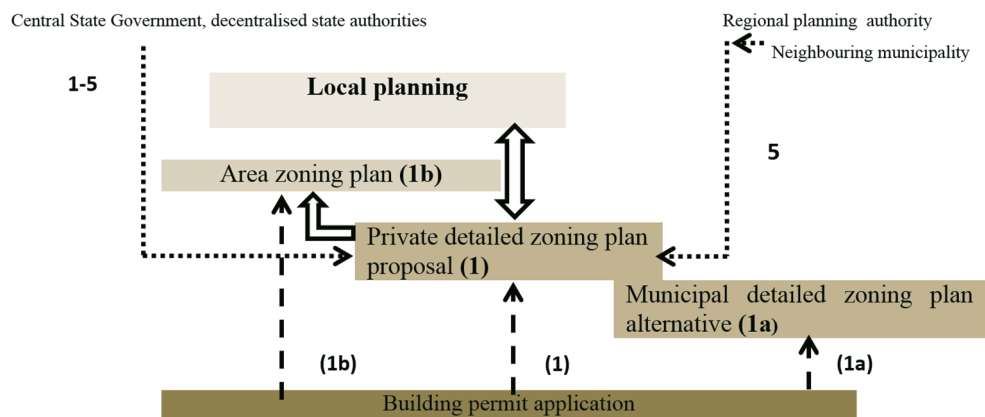 Central State Government, decentralised state authorities
Regional planning authority
Neighbouring municipality
1-5
Local planning
5
Area zoning plan (1b)
Private detailed zoning plan
proposal (1)
Municipal detailed zoning plan
alternative (1a)
(1b)
(1)
(1a)
Building permit application